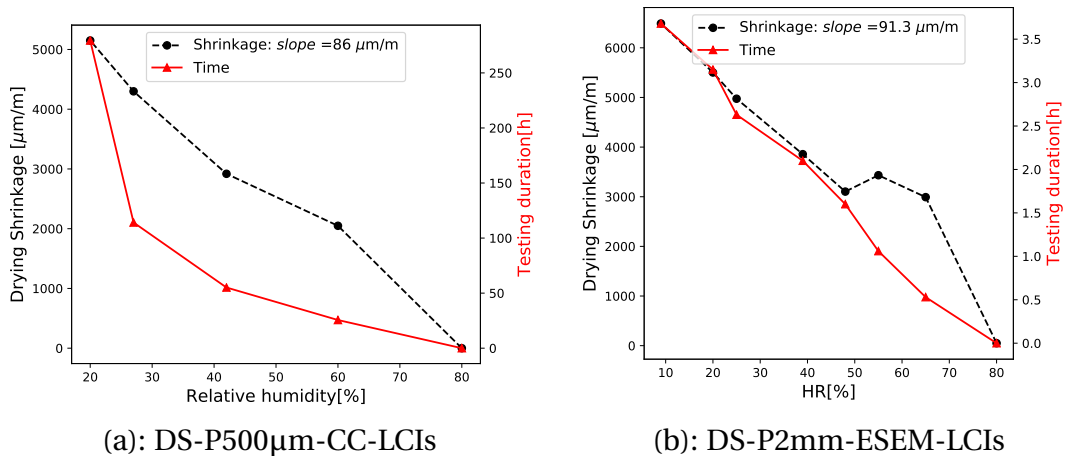 Shrinkage: slope =86 μm/m
Time
Drying Shrinkage [μm/m]
5000
4000
3000
2000
1000
0
Testing duration[h]
250
200
150
100
50
0
20 30 40 50 60 70 80
Relative humidity[%]
(a): DS-P500μm-CC-LCIs
Shrinkage: slope =91.3 μm/m
Time
Drying Shrinkage [μm/m]
6000
5000
4000
3000
2000
1000
0
Testing duration[h]
3.5
3.0
2.5
2.0
1.5
1.0
0.5
0.0
10 20 30 40 50 60 70 80
HR[%]
(b): DS-P2mm-ESEM-LCIs